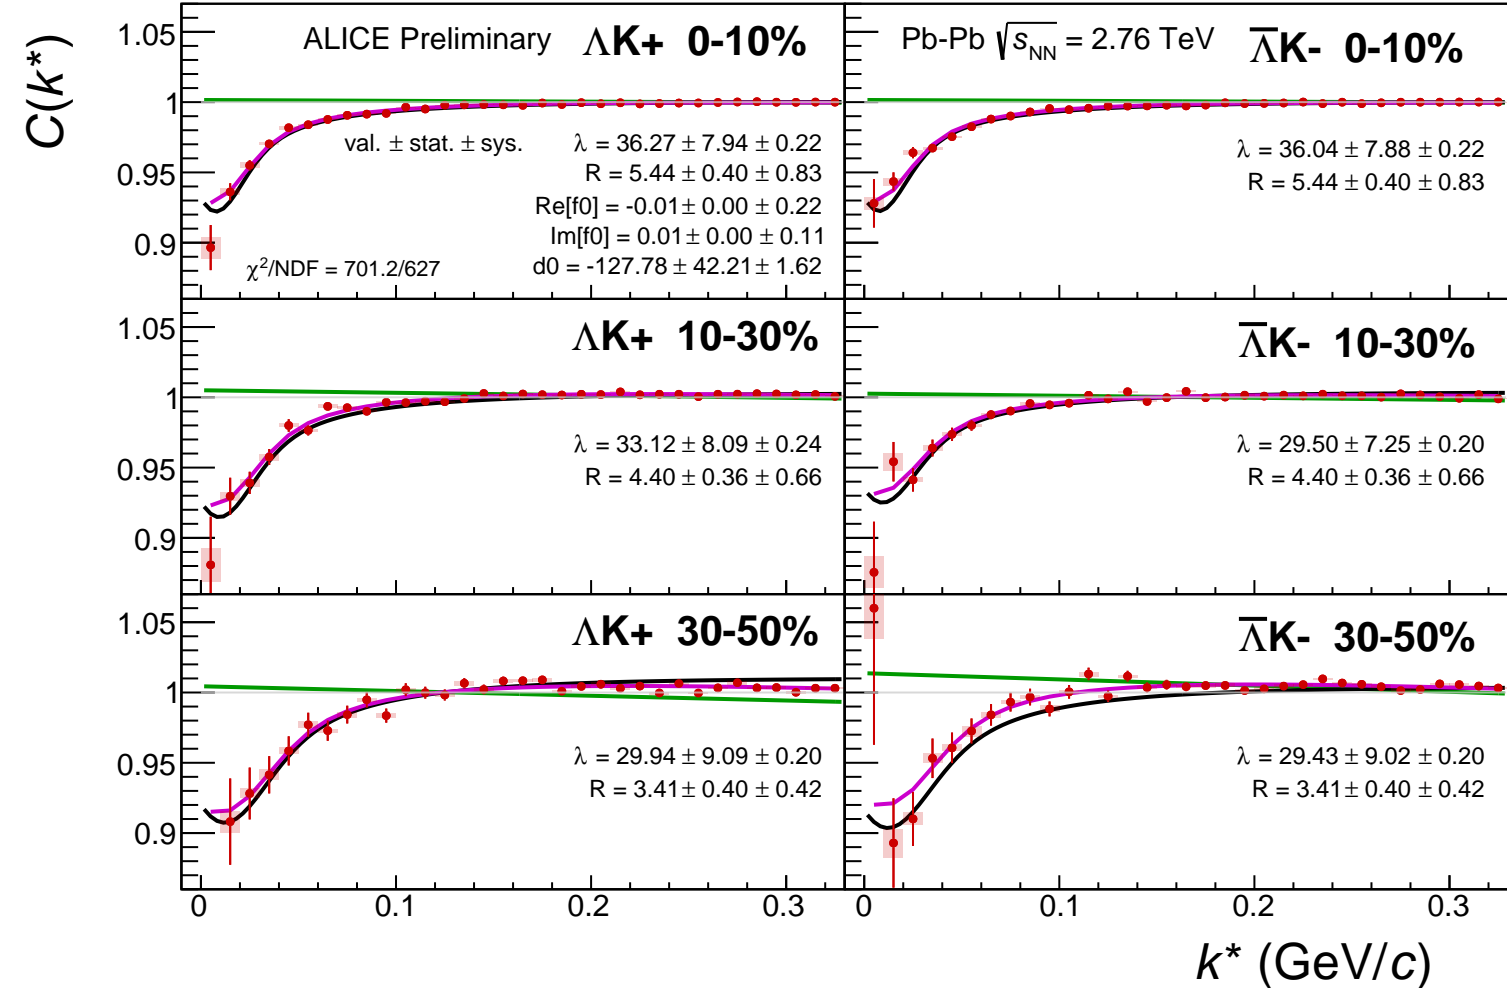 C(k*)
ALICE Preliminary ΛK+ 0-10%
val. ± stat. ± sys.
λ = 36.27 ± 7.94 ± 0.22
R = 5.44 ± 0.40 ± 0.83
Re[f0] = -0.01 ± 0.00 ± 0.22
Im[f0] = 0.01 ± 0.00 ± 0.11
d0 = -127.78 ± 42.21 ± 1.62
χ²/NDF = 701.2/627
1.05
1
0.95
0.9
Pb-Pb √s_NN = 2.76 TeV Λ̅K- 0-10%
λ = 36.04 ± 7.88 ± 0.22
R = 5.44 ± 0.40 ± 0.83
ΛK+ 10-30%
λ = 33.12 ± 8.09 ± 0.24
R = 4.40 ± 0.36 ± 0.66
1.05
1
0.95
0.9
Λ̅K- 10-30%
λ = 29.50 ± 7.25 ± 0.20
R = 4.40 ± 0.36 ± 0.66
ΛK+ 30-50%
λ = 29.94 ± 9.09 ± 0.20
R = 3.41 ± 0.40 ± 0.42
1.05
1
0.95
0.9
Λ̅K- 30-50%
λ = 29.43 ± 9.02 ± 0.20
R = 3.41 ± 0.40 ± 0.42
0 0.1 0.2 0.3
0 0.1 0.2 0.3
k* (GeV/c)